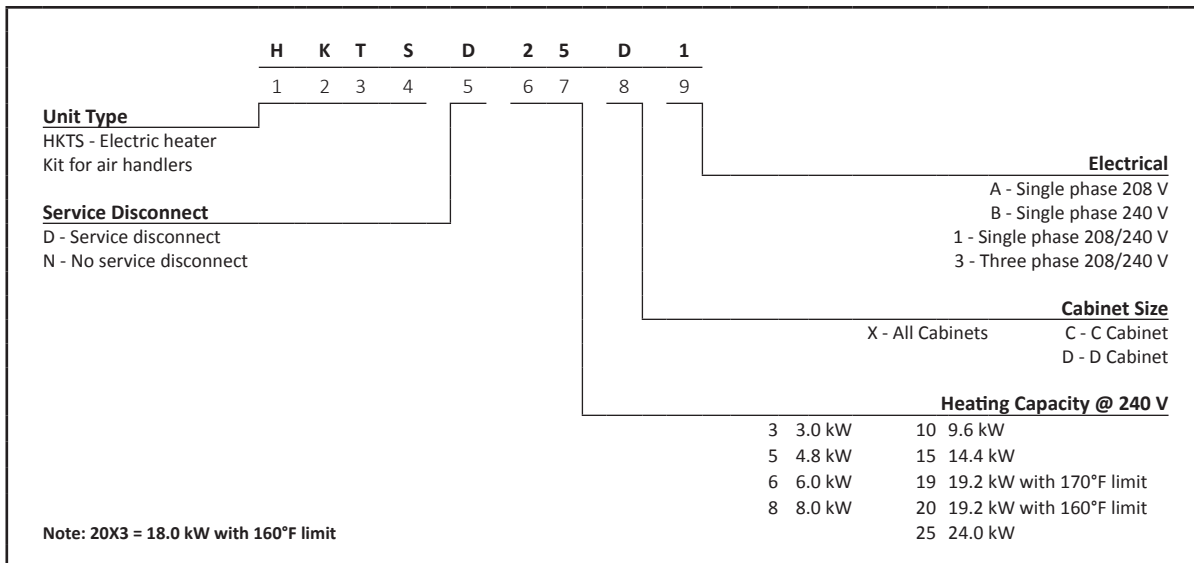 H K T S D 2 5 D 1
1 2 3 4 5 6 7 8 9
Unit Type
HKTS - Electric heater
Kit for air handlers
Service Disconnect
D - Service disconnect
N - No service disconnect
Electrical
A - Single phase 208 V
B - Single phase 240 V
1 - Single phase 208/240 V
3 - Three phase 208/240 V
Cabinet Size
X - All Cabinets C - C Cabinet
D - D Cabinet
Heating Capacity @ 240 V
3 3.0 kW 10 9.6 kW
5 4.8 kW 15 14.4 kW
6 6.0 kW 19 19.2 kW with 170°F limit
8 8.0 kW 20 19.2 kW with 160°F limit
Note: 20X3 = 18.0 kW with 160°F limit 25 24.0 kW